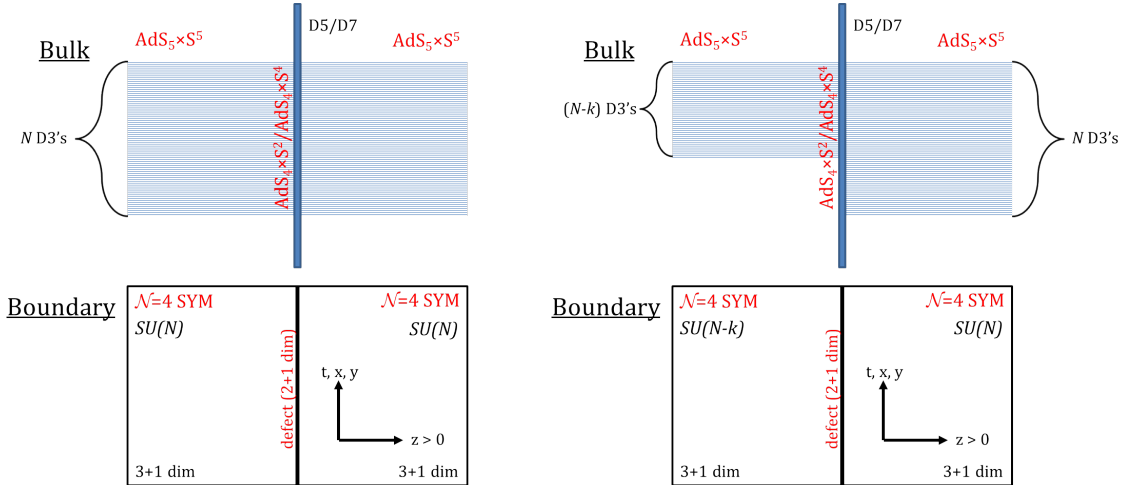 D5/D7
AdS₅×S⁵
AdS₅×S⁵
Bulk
N D3's
AdS₄×S²/AdS₄×S⁴
Boundary
𝒩=4 SYM
SU(N)
𝒩=4 SYM
SU(N)
defect (2+1 dim)
t, x, y
z > 0
3+1 dim
3+1 dim
D5/D7
AdS₅×S⁵
AdS₅×S⁵
Bulk
(N-k) D3's
N D3's
AdS₄×S²/AdS₄×S⁴
Boundary
𝒩=4 SYM
SU(N-k)
𝒩=4 SYM
SU(N)
defect (2+1 dim)
t, x, y
z > 0
3+1 dim
3+1 dim